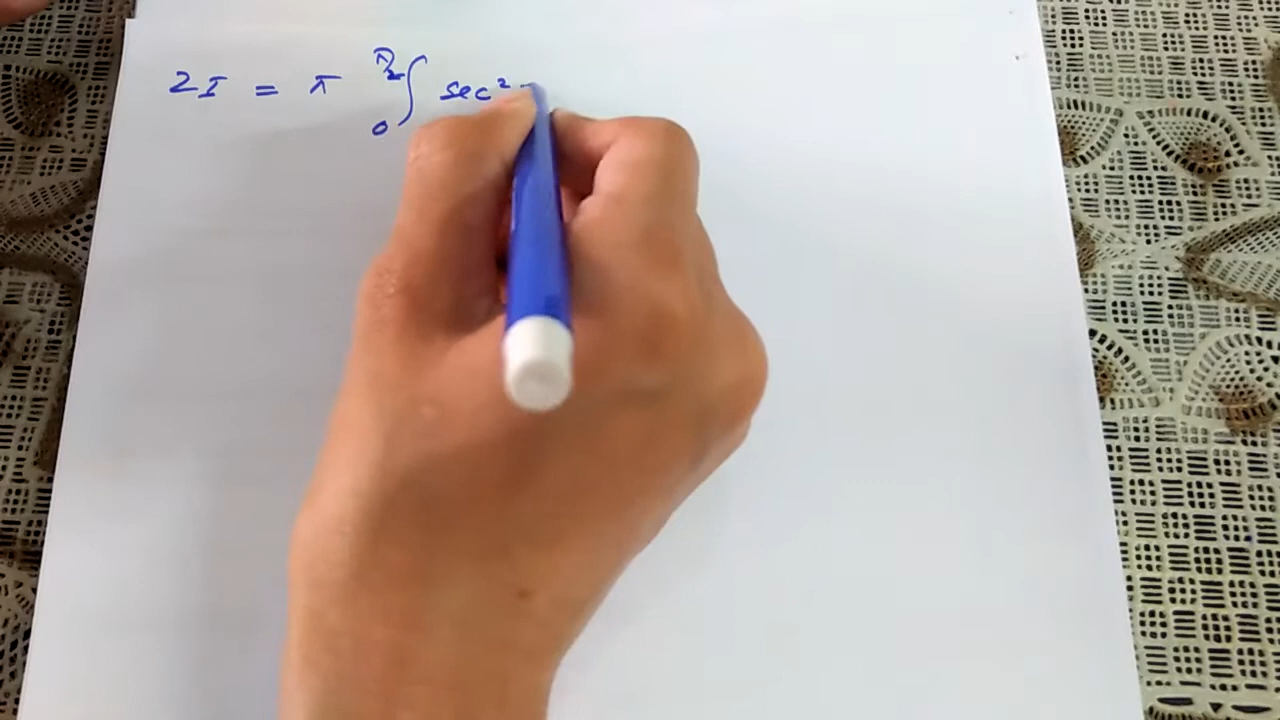 2I = π ∫₀^{π/2} sec²